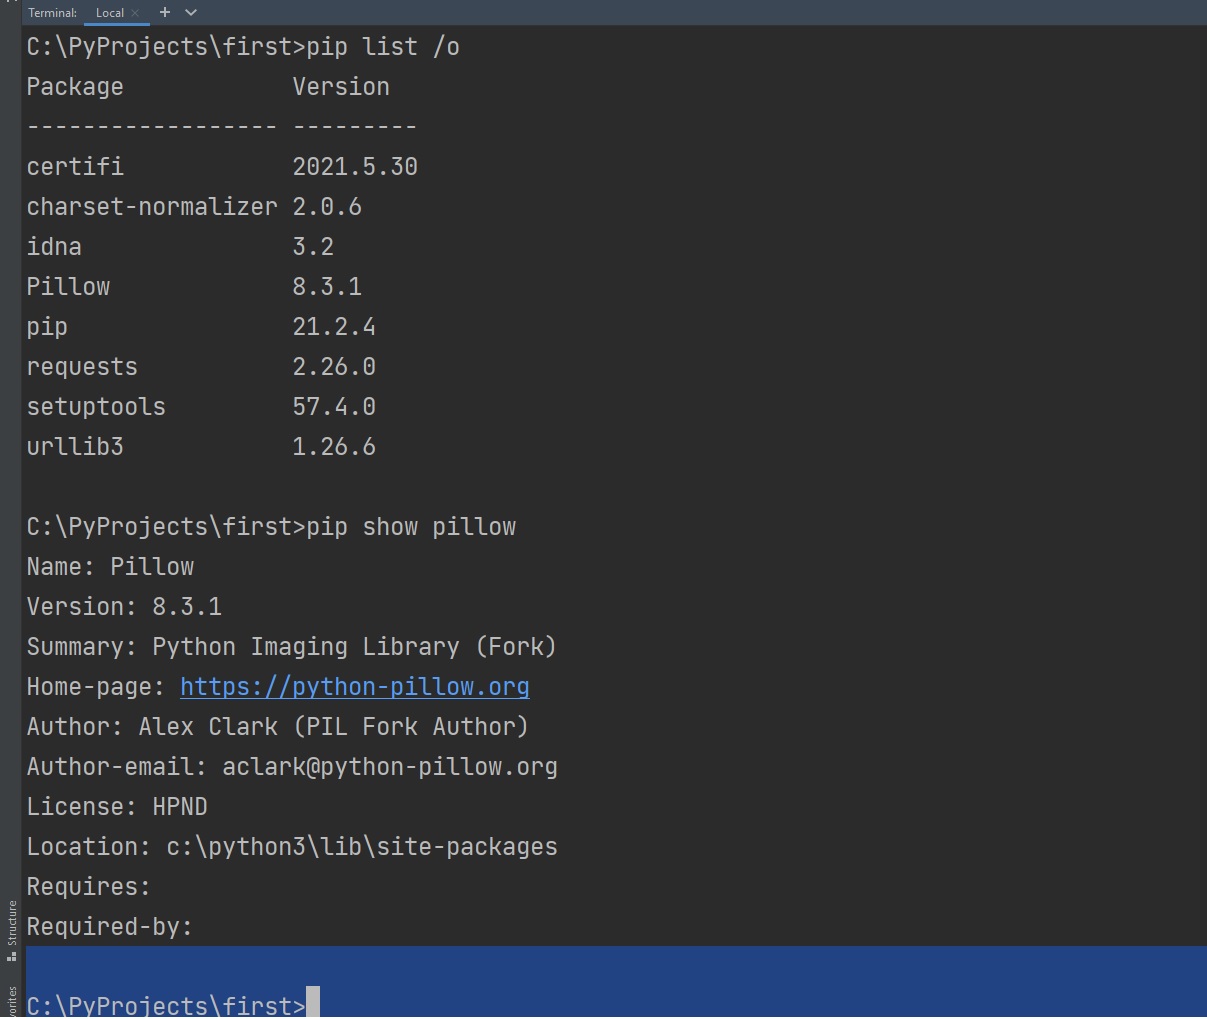 Terminal: Local × + 
C:\PyProjects\first>pip list /o
Package            Version
------------------ ---------
certifi            2021.5.30
charset-normalizer 2.0.6
idna               3.2
Pillow             8.3.1
pip                21.2.4
requests           2.26.0
setuptools         57.4.0
urllib3            1.26.6
C:\PyProjects\first>pip show pillow
Name: Pillow
Version: 8.3.1
Summary: Python Imaging Library (Fork)
Home-page: https://python-pillow.org
Author: Alex Clark (PIL Fork Author)
Author-email: aclark@python-pillow.org
License: HPND
Location: c:\python3\lib\site-packages
Requires:
Required-by:
C:\PyProjects\first>
Structure